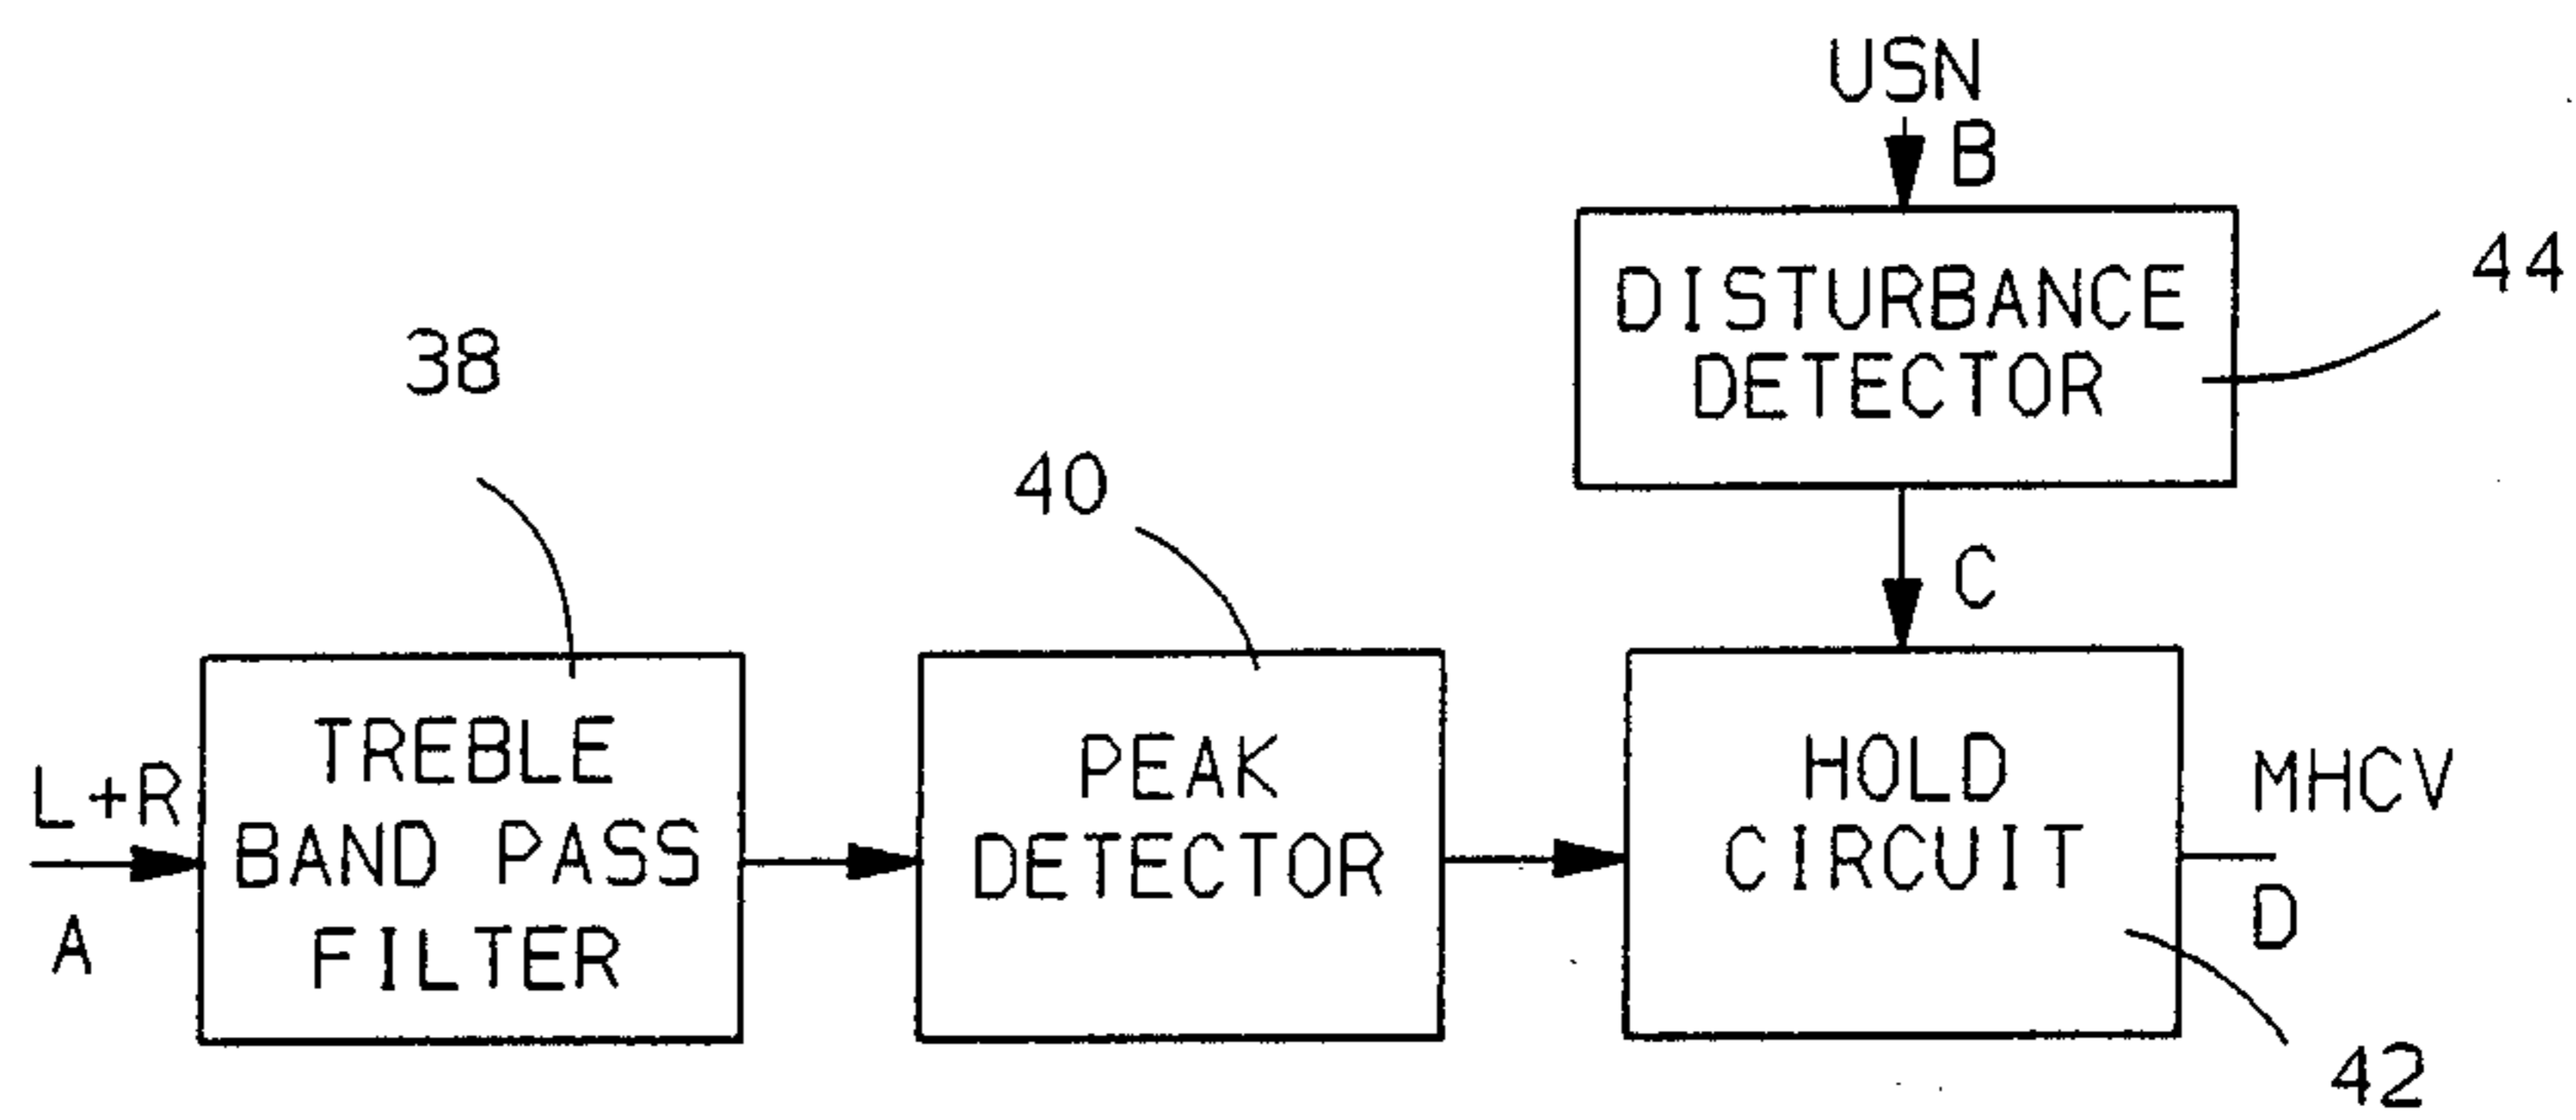 USN
B
DISTURBANCE
DETECTOR
44
38
40
C
L+R
A
TREBLE
BAND PASS
FILTER
PEAK
DETECTOR
HOLD
CIRCUIT
MHCV
D
42